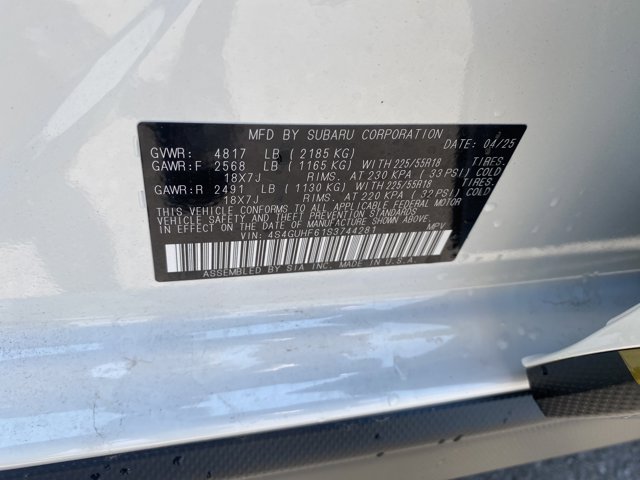 MFD BY SUBARU CORPORATION
DATE: 04/25
GVWR: 4817 LB (2185 KG)
GAWR:F 2568 LB (1165 KG) WITH 225/55R18 TIRES.
18X7J RIMS. AT 230 KPA (33 PSI) COLD
GAWR:R 2491 LB (1130 KG) WITH 225/55R18 TIRES.
18X7J RIMS. AT 220 KPA (32 PSI) COLD
THIS VEHICLE CONFORMS TO ALL APPLICABLE FEDERAL MOTOR
VEHICLE SAFETY AND THEFT PREVENTION STANDARDS IN EFFECT
ON THE DATE OF MANUFACTURE SHOWN ABOVE.
VIN: 4S4GUHF61S3744281 MPV
ASSEMBLED BY SIA INC. MADE IN U.S.A.